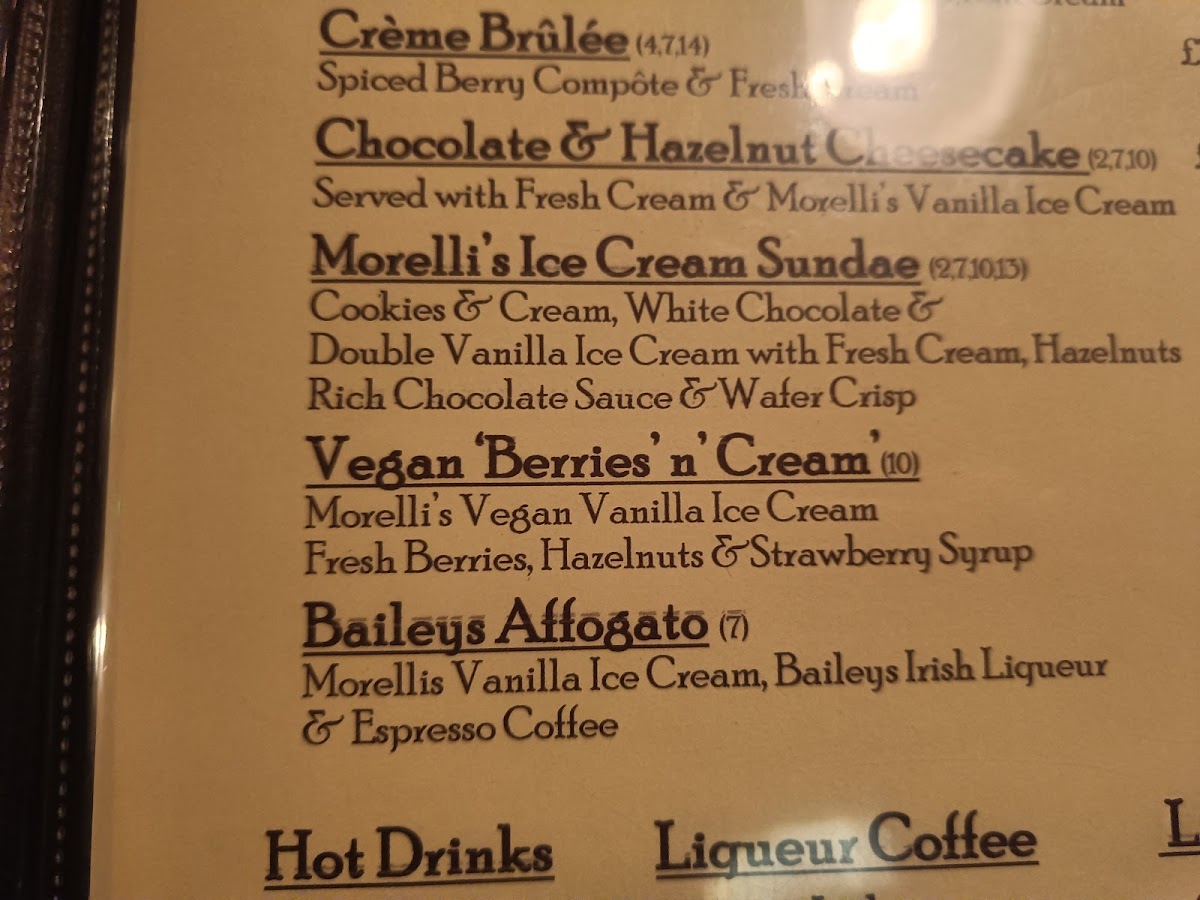 Crème Brûlée (4,7,14)
£
Spiced Berry Compôte & Fresh Cream
Chocolate & Hazelnut Cheesecake (2,7,10)
Served with Fresh Cream & Morelli's Vanilla Ice Cream
Morelli's Ice Cream Sundae (2,7,10,13)
Cookies & Cream, White Chocolate &
Double Vanilla Ice Cream with Fresh Cream, Hazelnuts
Rich Chocolate Sauce & Wafer Crisp
Vegan 'Berries' n' Cream' (10)
Morelli's Vegan Vanilla Ice Cream
Fresh Berries, Hazelnuts & Strawberry Syrup
Baileys Affogato (7)
Morellis Vanilla Ice Cream, Baileys Irish Liqueur
& Espresso Coffee
Hot Drinks
Liqueur Coffee
L